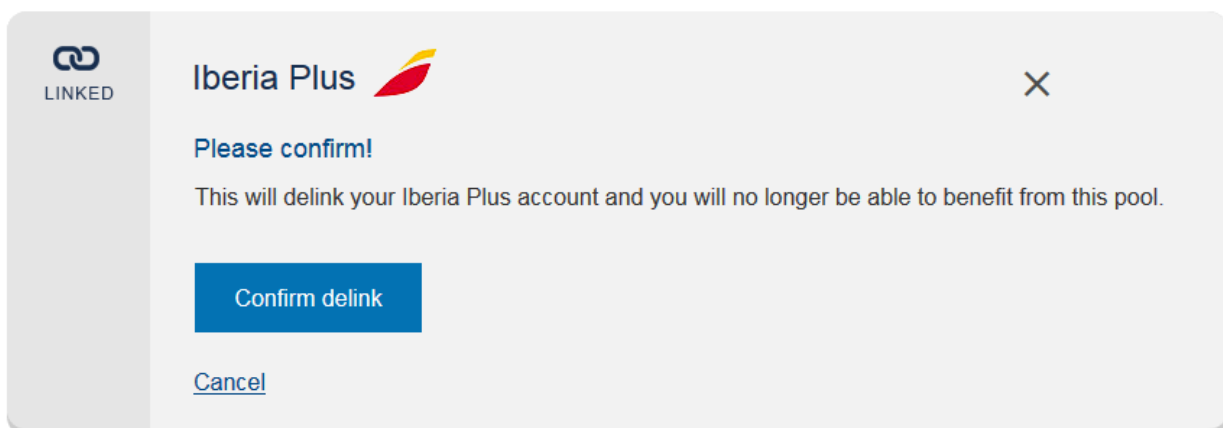 LINKED
Iberia Plus
Please confirm!
This will delink your Iberia Plus account and you will no longer be able to benefit from this pool.
Confirm delink
Cancel